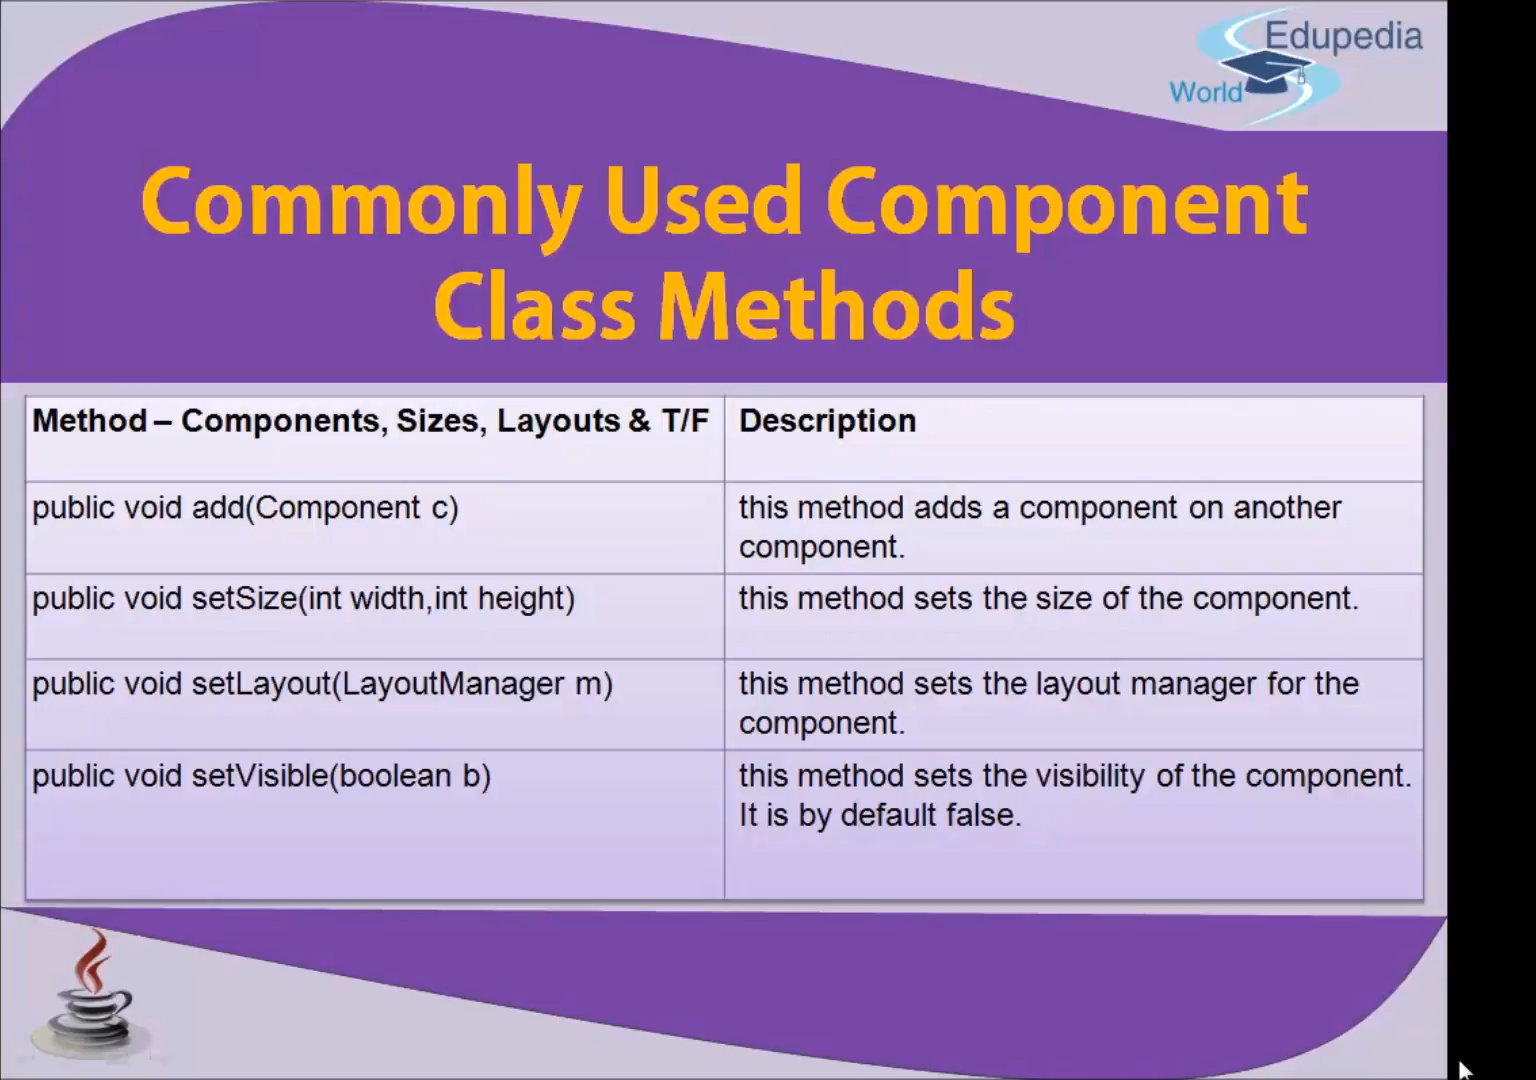 Edupedia
World
Commonly Used Component
Class Methods
Method – Components, Sizes, Layouts & T/F
Description
public void add(Component c)
this method adds a component on another
component.
public void setSize(int width,int height)
this method sets the size of the component.
public void setLayout(LayoutManager m)
this method sets the layout manager for the
component.
public void setVisible(boolean b)
this method sets the visibility of the component.
It is by default false.